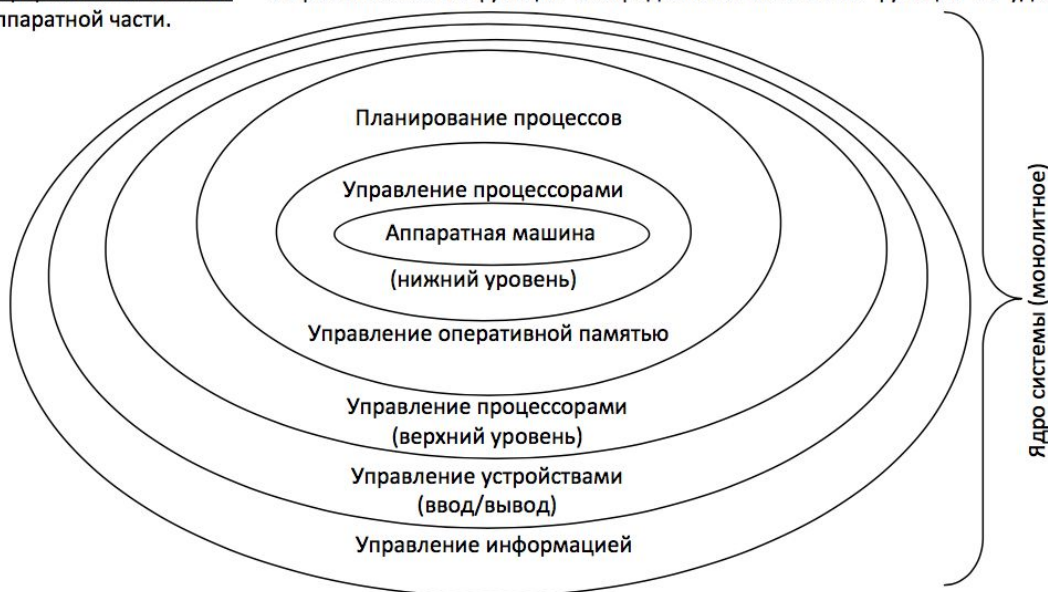 ппаратной части.
Планирование процессов
Управление процессорами
Аппаратная машина
(нижний уровень)
Управление оперативной памятью
Управление процессорами
(верхний уровень)
Управление устройствами
(ввод/вывод)
Управление информацией
Ядро системы (монолитное)